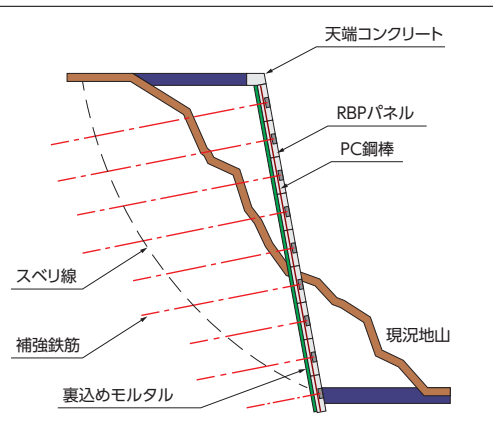 天端コンクリート
RBPパネル
PC鋼棒
スベリ線
現況地山
補強鉄筋
裏込めモルタル